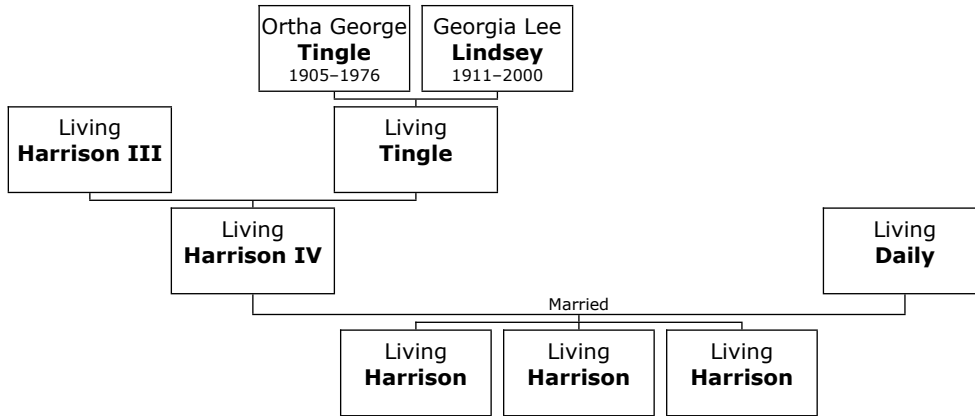 Ortha George
Tingle
1905–1976
Georgia Lee
Lindsey
1911–2000
Living
Harrison III
Living
Tingle
Living
Harrison IV
Living
Daily
Married
Living
Harrison
Living
Harrison
Living
Harrison